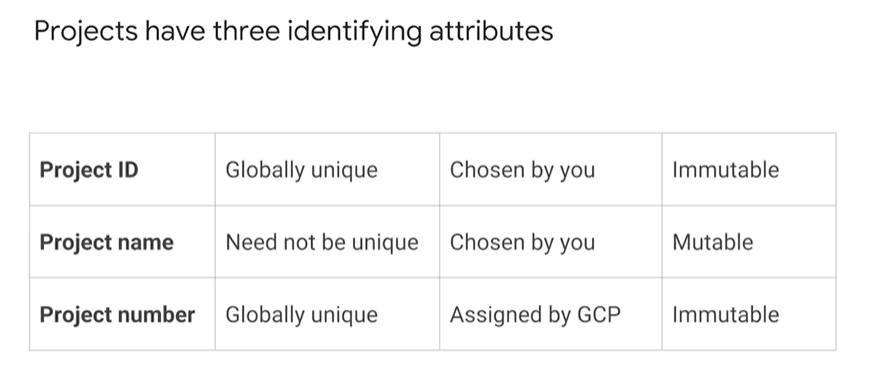 Projects have three identifying attributes
Project ID Globally unique Chosen by you Immutable
Project name Need not be unique Chosen by you Mutable
Project number Globally unique Assigned by GCP Immutable